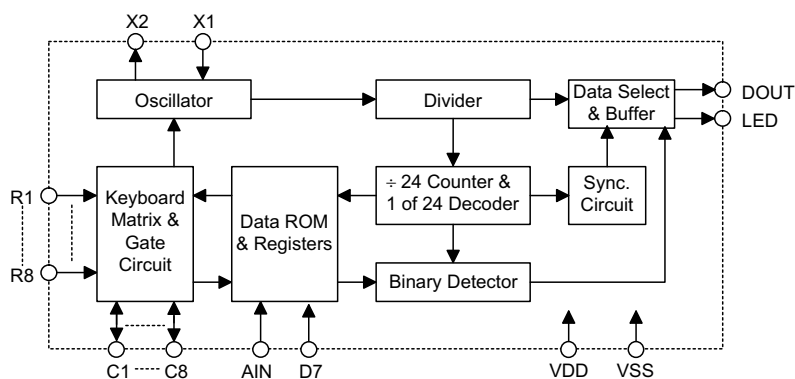 X2 X1
Oscillator
Divider
Data Select
& Buffer
DOUT
LED
R1
R8
Keyboard
Matrix &
Gate
Circuit
Data ROM
& Registers
÷ 24 Counter &
1 of 24 Decoder
Sync.
Circuit
Binary Detector
C1 C8 AIN D7 VDD VSS